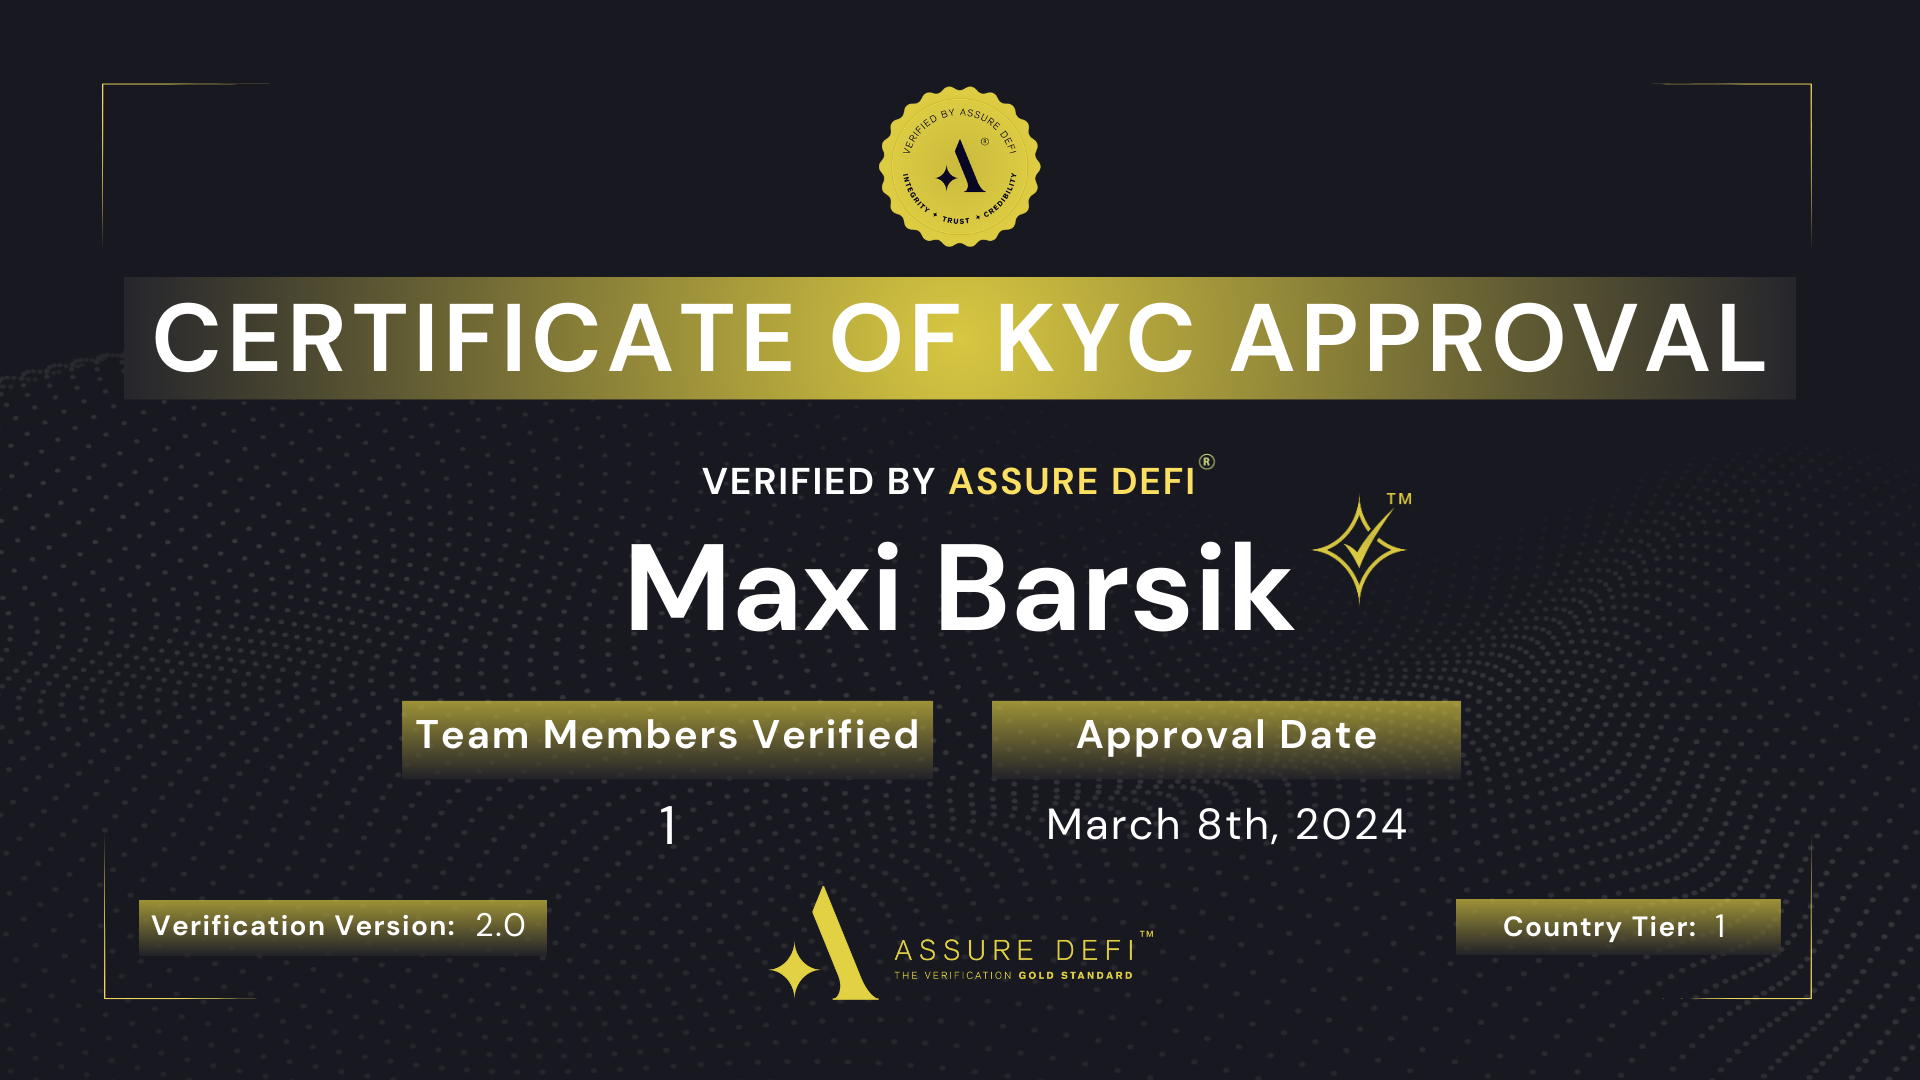 VERIFIED BY ASSURE DEFI
®
INTEGRITY ✦ TRUST ✦ CREDIBILITY
CERTIFICATE OF KYC APPROVAL
VERIFIED BY ASSURE DEFI®
TM
Maxi Barsik
Team Members Verified
Approval Date
1
March 8th, 2024
Verification Version: 2.0
ASSURE DEFI™
THE VERIFICATION GOLD STANDARD
Country Tier: 1